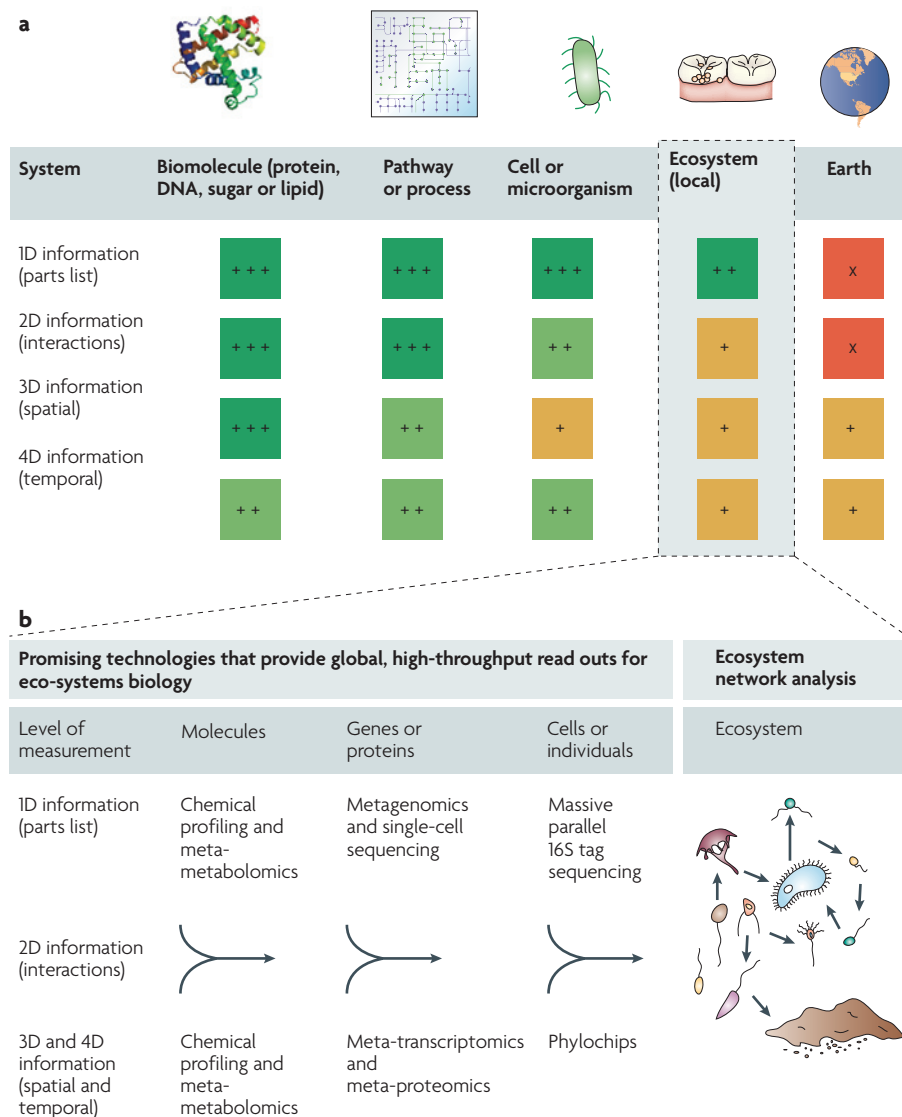 a
System
Biomolecule (protein,
DNA, sugar or lipid)
Pathway
or process
Cell or
microorganism
Ecosystem
(local)
Earth
1D information
(parts list)
+ + +
+ + +
+ + +
+ +
x
2D information
(interactions)
+ + +
+ + +
+ +
+
x
3D information
(spatial)
+ + +
+ +
+
+
+
4D information
(temporal)
+ +
+ +
+ +
+
+
b
Promising technologies that provide global, high-throughput read outs for
eco-systems biology
Ecosystem
network analysis
Level of
measurement
Molecules
Genes or
proteins
Cells or
individuals
Ecosystem
1D information
(parts list)
Chemical
profiling and
meta-
metabolomics
Metagenomics
and single-cell
sequencing
Massive
parallel
16S tag
sequencing
2D information
(interactions)
3D and 4D
information
(spatial and
temporal)
Chemical
profiling and
meta-
metabolomics
Meta-transcriptomics
and
meta-proteomics
Phylochips